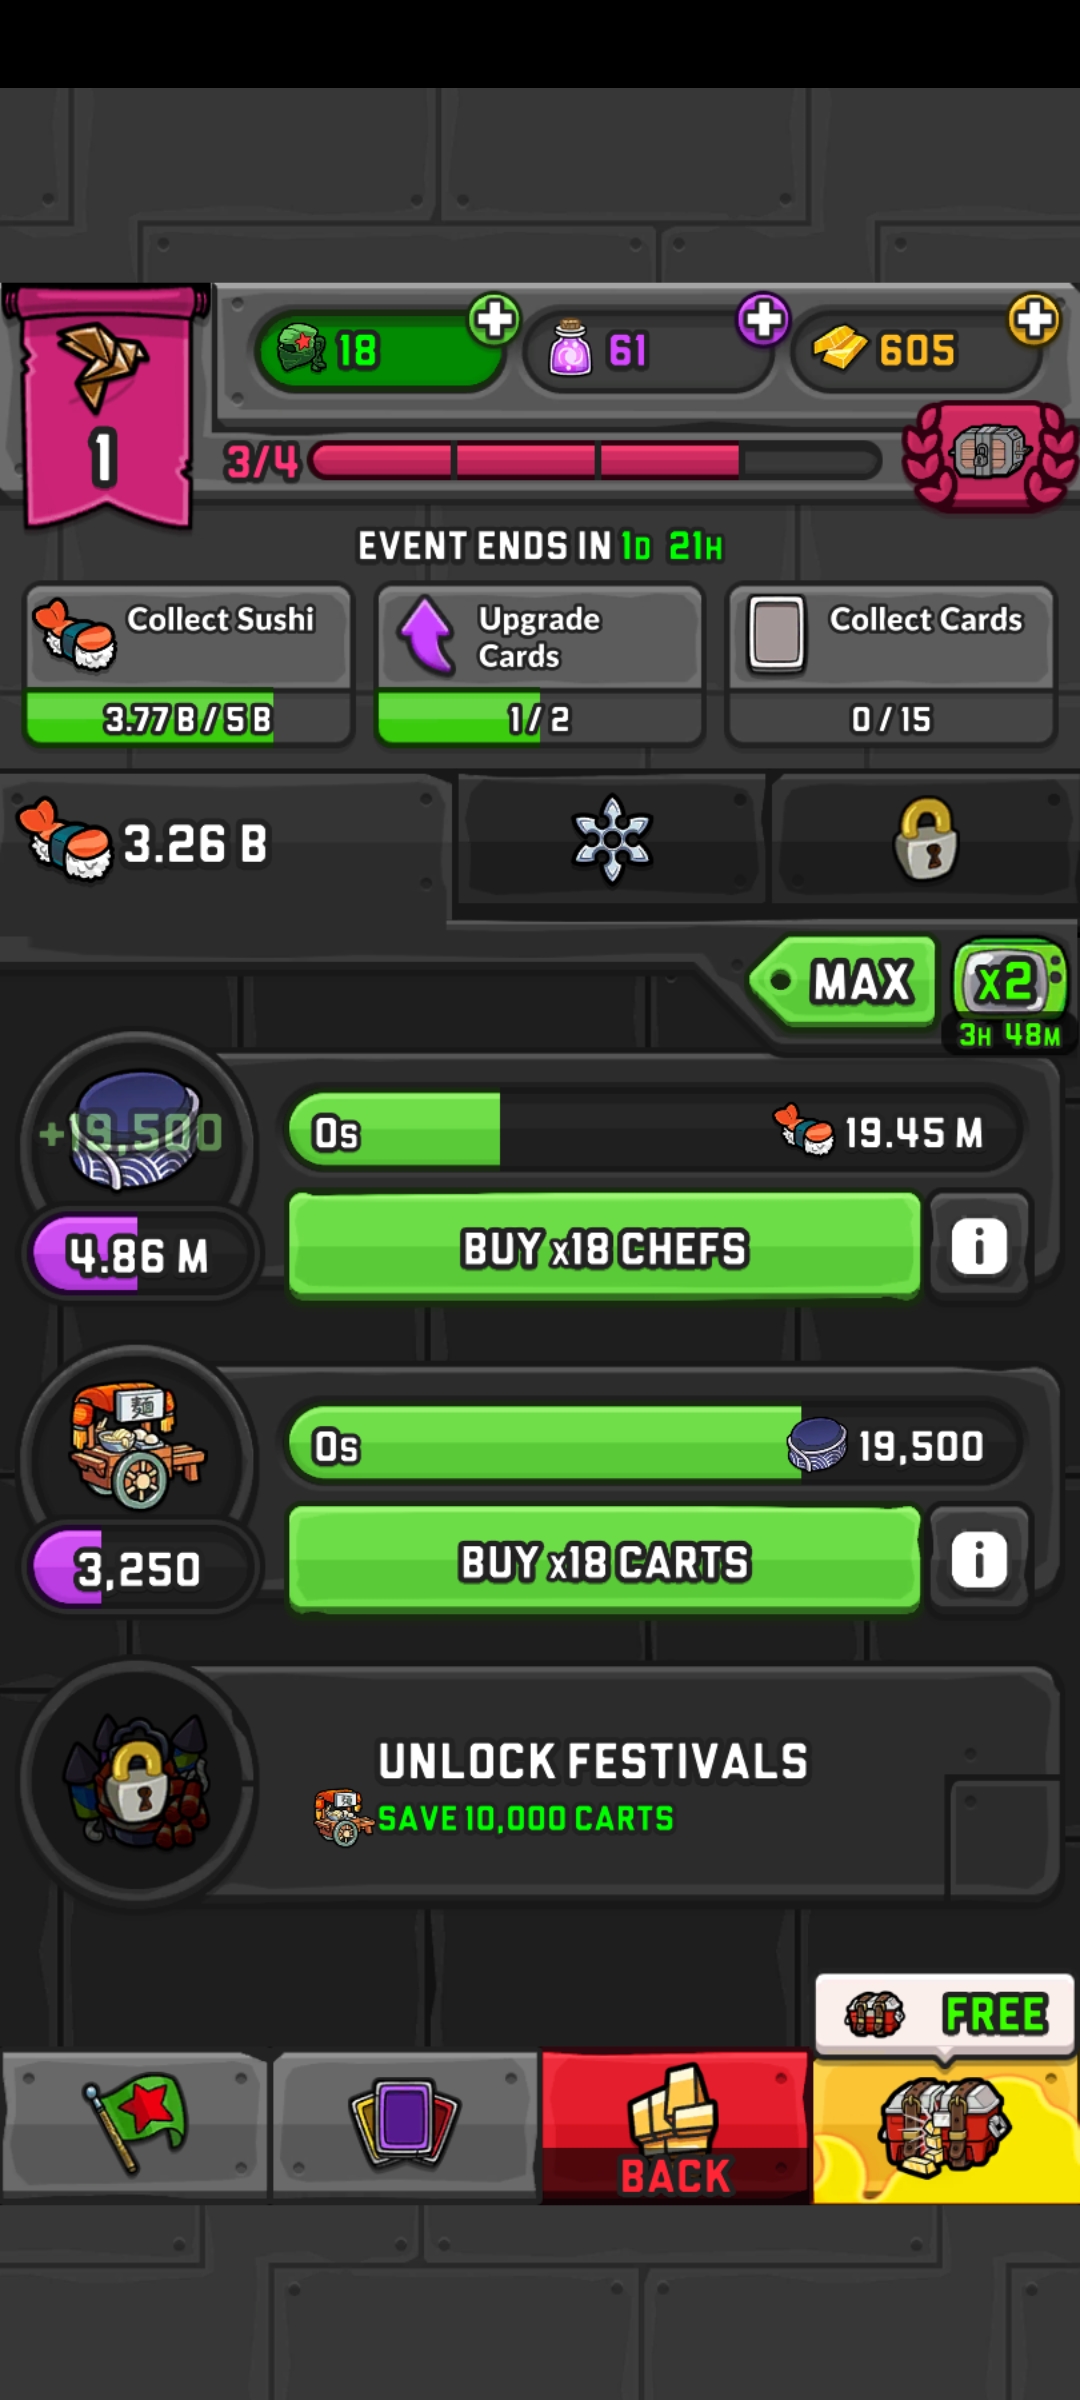 18
61
605
1
3/4
EVENT ENDS IN 1D 21H
Collect Sushi
3.77 B / 5 B
Upgrade
Cards
1 / 2
Collect Cards
0 / 15
3.26 B
MAX
x2
3H 48M
+19,500
0s
19.45 M
4.86 M
BUY x18 CHEFS
i
麺
0s
麺
19,500
3,250
BUY x18 CARTS
i
UNLOCK FESTIVALS
SAVE 10,000 CARTS
FREE
BACK